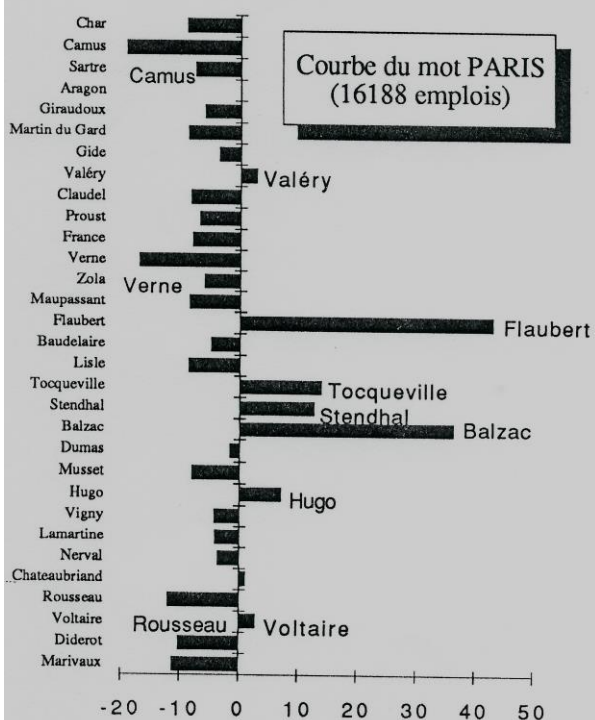 Char
Camus
Sartre
Camus
Aragon
Giraudoux
Martin du Gard
Gide
Valéry
Valéry
Claudel
Proust
France
Verne
Zola
Verne
Maupassant
Flaubert
Flaubert
Baudelaire
Lisle
Tocqueville
Tocqueville
Stendhal
Stendhal
Balzac
Balzac
Dumas
Musset
Hugo
Hugo
Vigny
Lamartine
Nerval
Chateaubriand
Rousseau
Voltaire
Rousseau
Voltaire
Diderot
Marivaux
Courbe du mot PARIS
(16188 emplois)
-20 -10 0 10 20 30 40 50